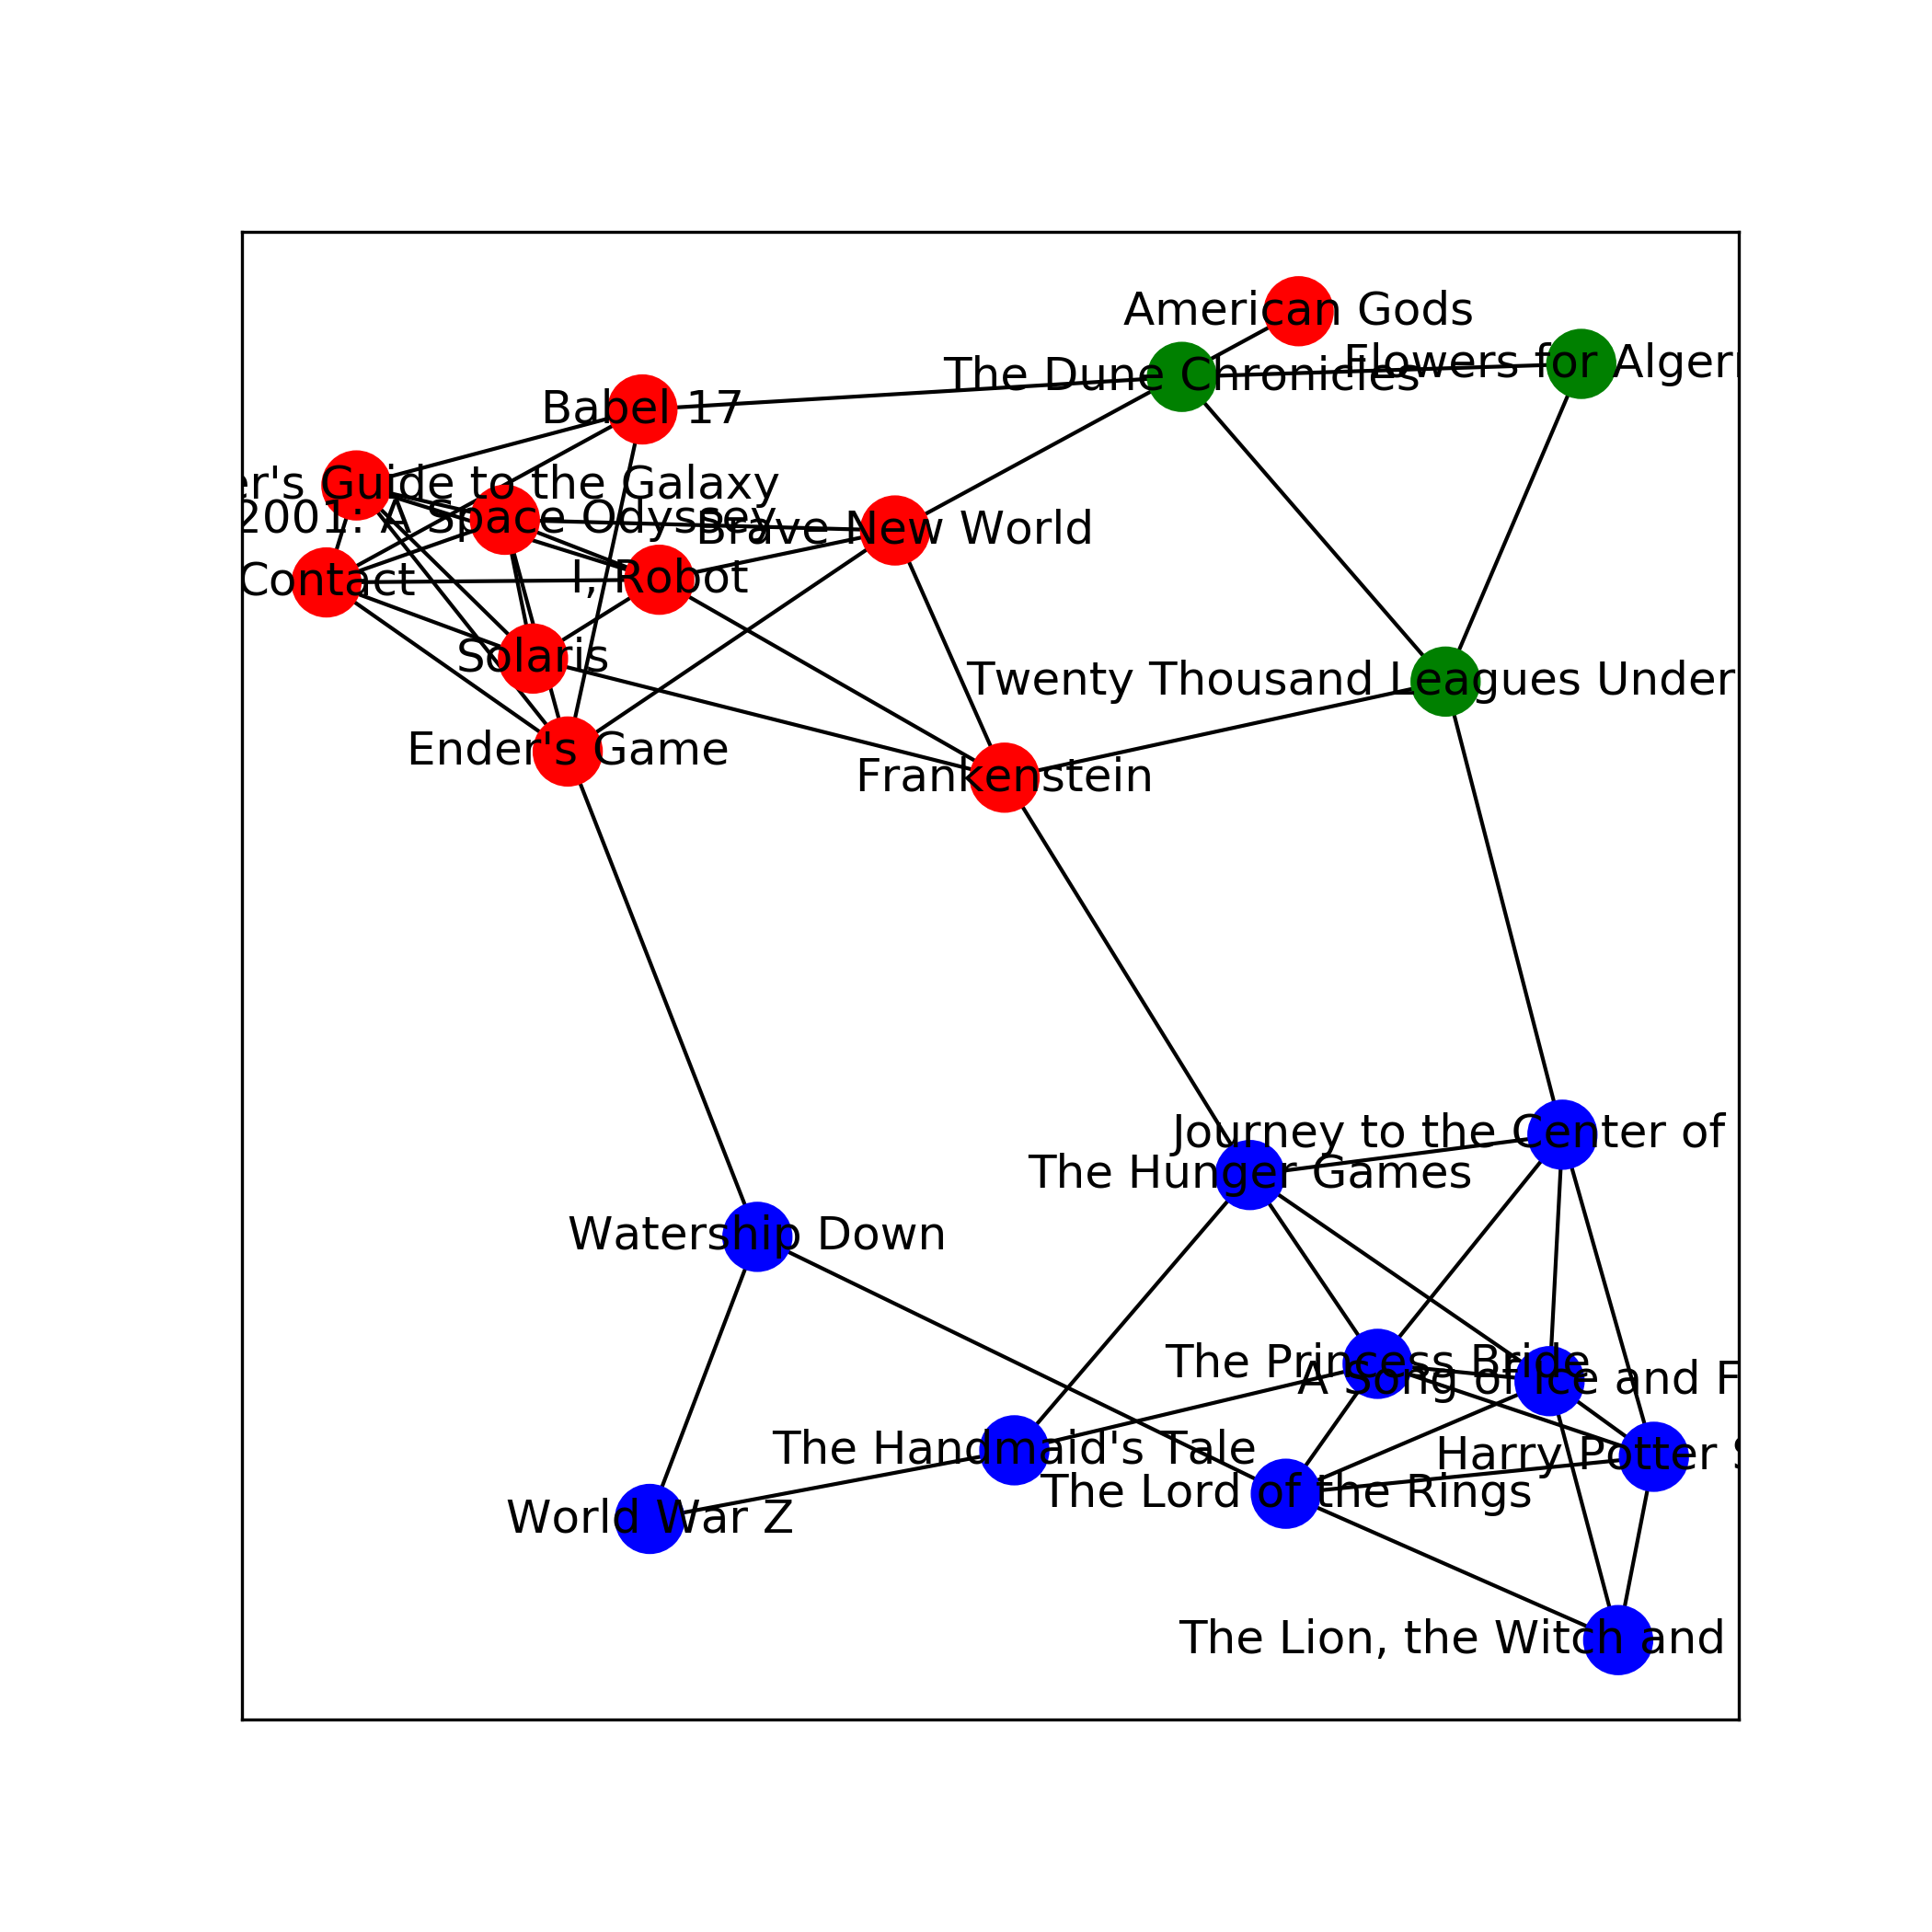 American Gods
Flowers for Algern
The Dune Chronicles
Babel 17
er's Guide to the Galaxy
2001: A Space Odyssey
Brave New World
I, Robot
Contact
Solaris
Twenty Thousand Leagues Under
Ender's Game
Frankenstein
Journey to the Center of
The Hunger Games
Watership Down
The Princess Bride
A Song of Ice and F
The Handmaid's Tale
Harry Potter S
The Lord of the Rings
World War Z
The Lion, the Witch and